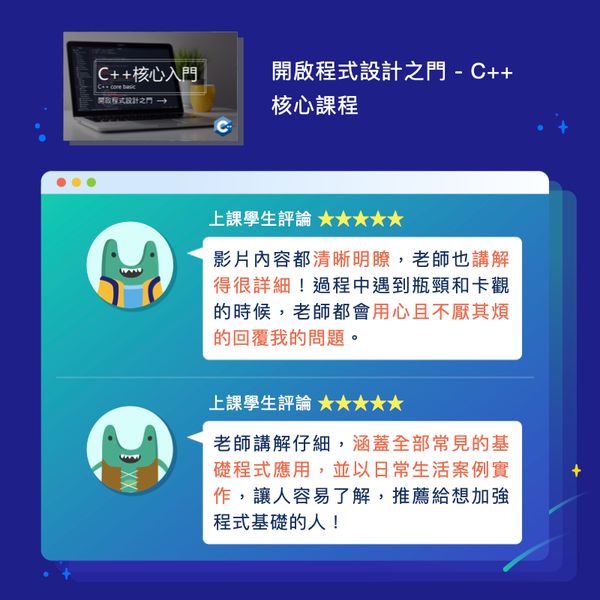 C++核心入門
C++ core basic
開啟程式設計之門 →
C++
開啟程式設計之門 - C++
核心課程
上課學生評論 ★★★★★
影片內容都清晰明瞭，老師也講解
得很詳細！過程中遇到瓶頸和卡觀
的時候，老師都會用心且不厭其煩
的回覆我的問題。
上課學生評論 ★★★★★
老師講解仔細，涵蓋全部常見的基
礎程式應用，並以日常生活案例實
作，讓人容易了解，推薦給想加強
程式基礎的人！